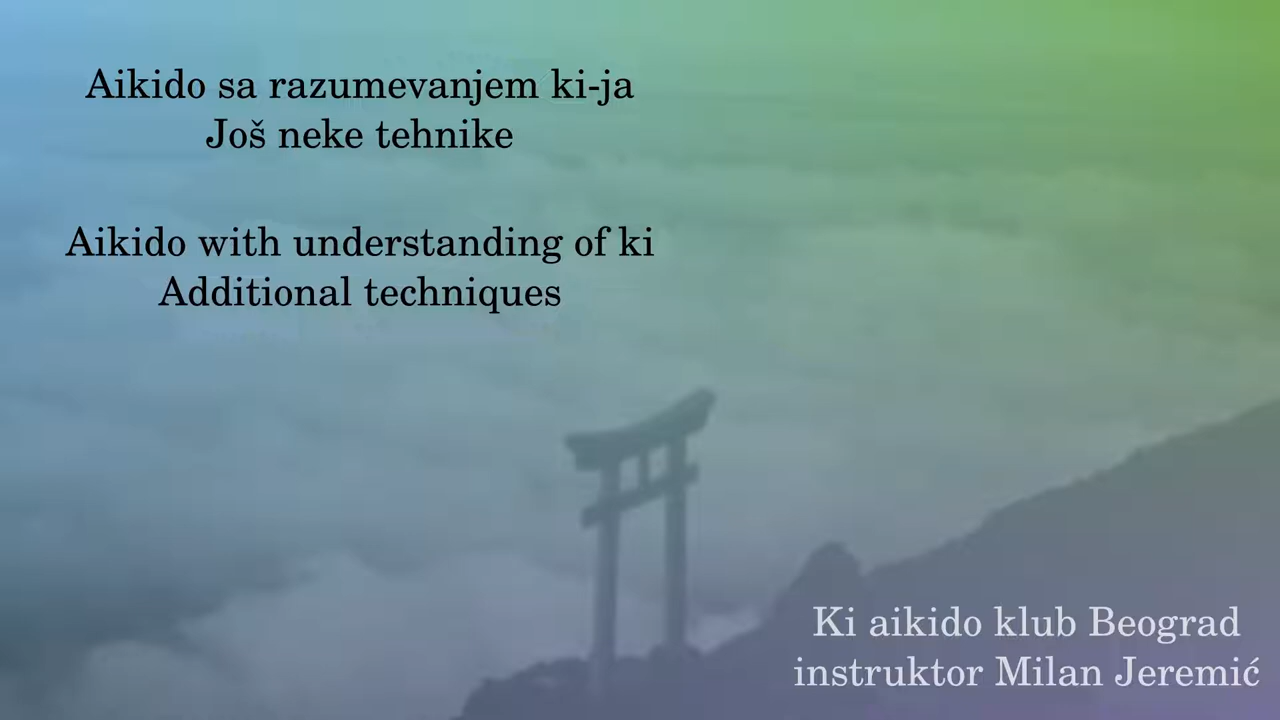 Aikido sa razumevanjem ki-ja
Još neke tehnike
Aikido with understanding of ki
Additional techniques
Ki aikido klub Beograd
instruktor Milan Jeremić